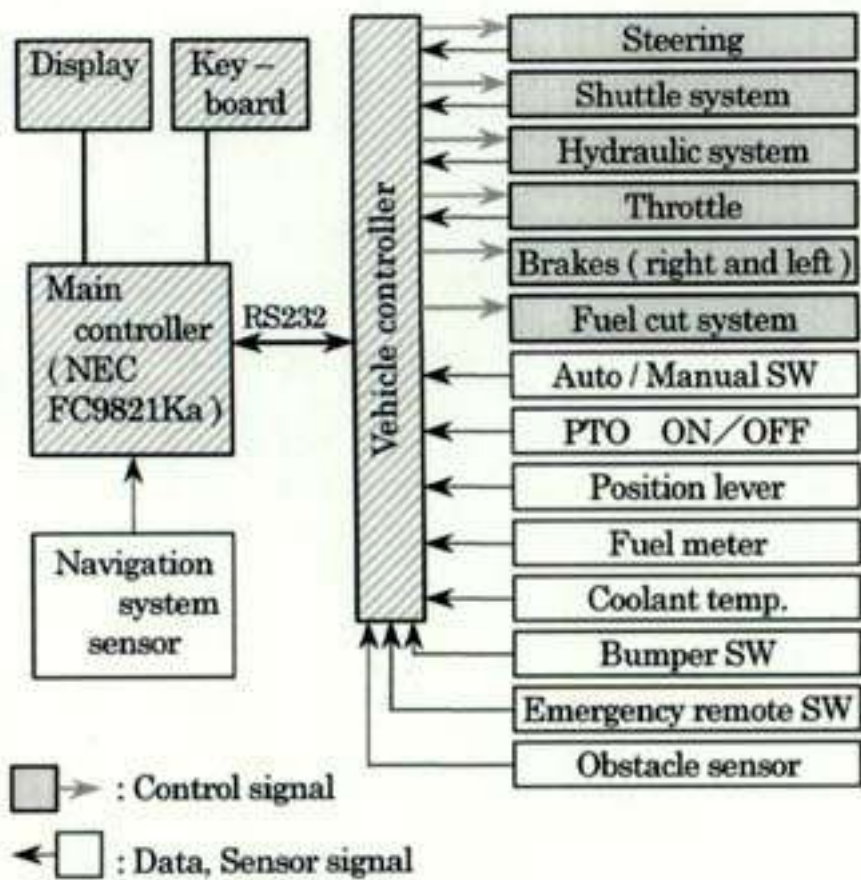 Display
Key-
board
Main
controller
(NEC
FC9821Ka)
RS232
Vehicle controller
Navigation
system
sensor
Steering
Shuttle system
Hydraulic system
Throttle
Brakes (right and left)
Fuel cut system
Auto / Manual SW
PTO ON/OFF
Position lever
Fuel meter
Coolant temp.
Bumper SW
Emergency remote SW
Obstacle sensor
: Control signal
: Data, Sensor signal